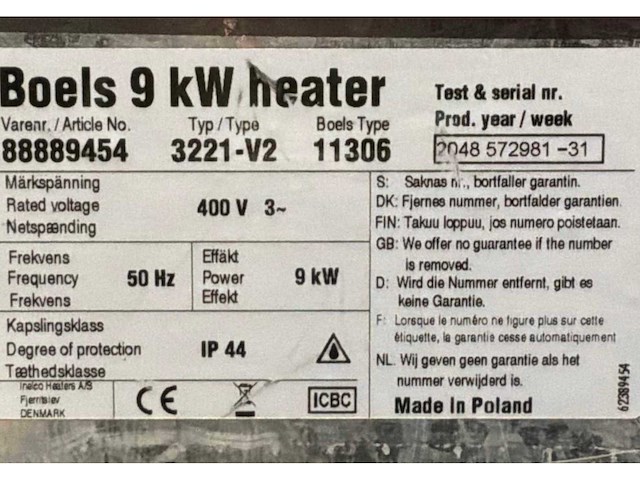 Boels 9 kW heater
Test & serial nr.
Prod. year / week
Varenr. / Article No. Typ / Type Boels Type
88889454 3221-V2 11306
2048 572981 -31
Märkspänning
Rated voltage 400 V 3~
Netspænding
Frekvens Effäkt
Frequency 50 Hz Power 9 kW
Frekvens Effekt
Kapslingsklass
Degree of protection IP 44
Tæthedsklasse
Inelco Heaters A/S
Fjerritslev
DENMARK
CE
ICBC
S: Saknas nr., bortfaller garantin.
DK: Fjernes nummer, bortfalder garantien.
FIN: Takuu loppuu, jos numero poistetaan.
GB: We offer no guarantee if the number
is removed.
D: Wird die Nummer entfernt, gibt es
keine Garantie.
F: Lorsque le numéro ne figure plus sur cette
étiquette, la garantie cesse automatiquement
NL: Wij geven geen garantie als het
nummer verwijderd is.
Made In Poland
62389454